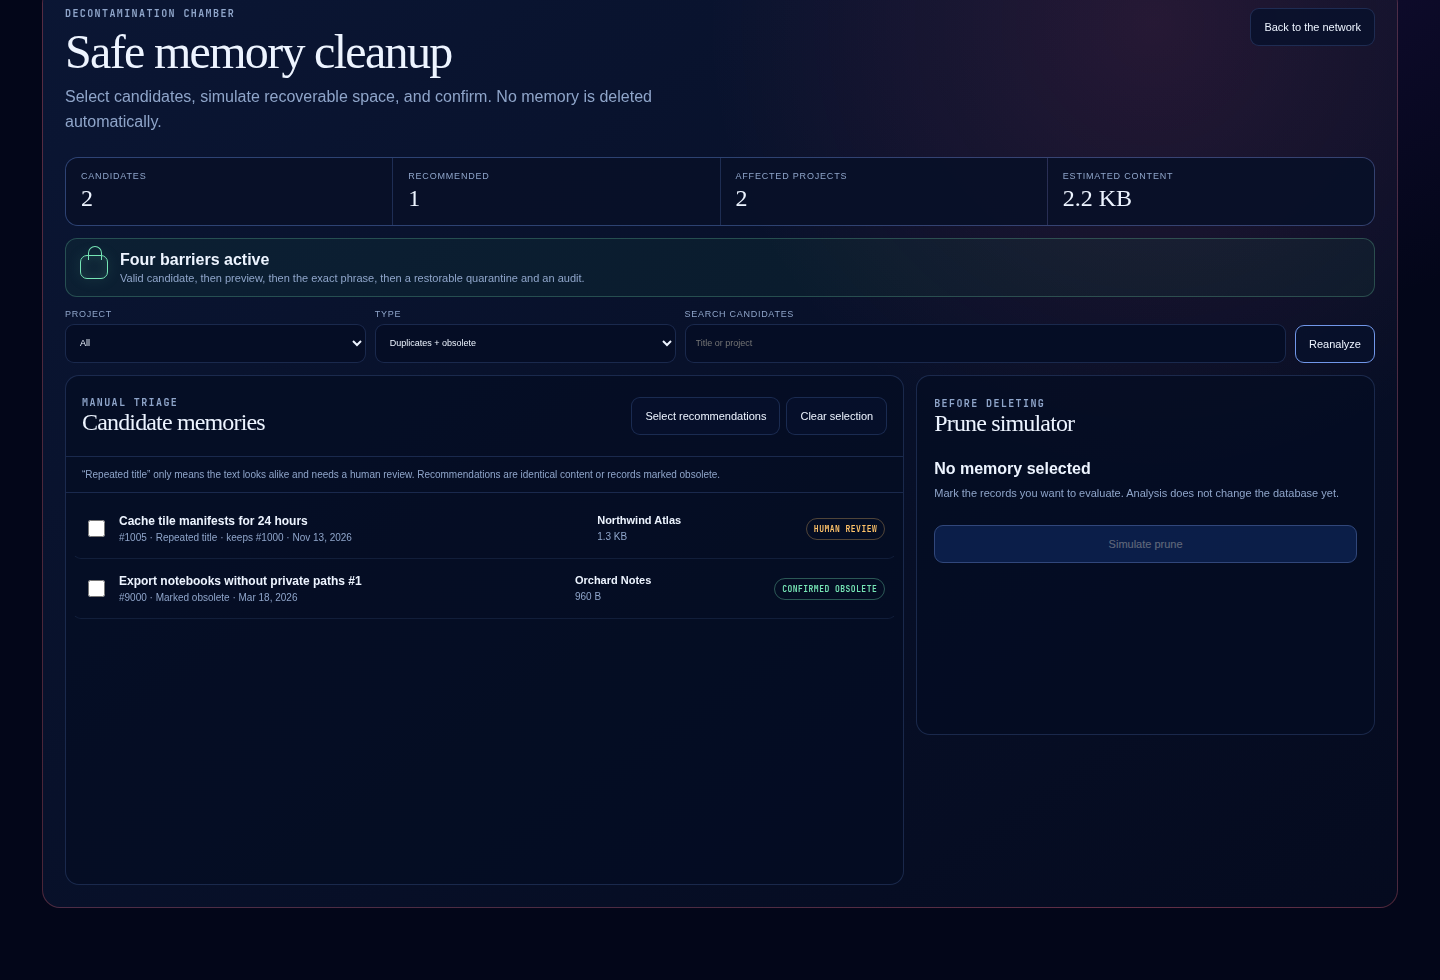 DECONTAMINATION CHAMBER
Safe memory cleanup
Select candidates, simulate recoverable space, and confirm. No memory is deleted
automatically.
Back to the network
CANDIDATES
2
RECOMMENDED
1
AFFECTED PROJECTS
2
ESTIMATED CONTENT
2.2 KB
Four barriers active
Valid candidate, then preview, then the exact phrase, then a restorable quarantine and an audit.
PROJECT
All
TYPE
Duplicates + obsolete
SEARCH CANDIDATES
Title or project
Reanalyze
MANUAL TRIAGE
Candidate memories
Select recommendations
Clear selection
"Repeated title" only means the text looks alike and needs a human review. Recommendations are identical content or records marked obsolete.
Cache tile manifests for 24 hours
#1005 · Repeated title · keeps #1000 · Nov 13, 2026
Northwind Atlas
1.3 KB
HUMAN REVIEW
Export notebooks without private paths #1
#9000 · Marked obsolete · Mar 18, 2026
Orchard Notes
960 B
CONFIRMED OBSOLETE
BEFORE DELETING
Prune simulator
No memory selected
Mark the records you want to evaluate. Analysis does not change the database yet.
Simulate prune